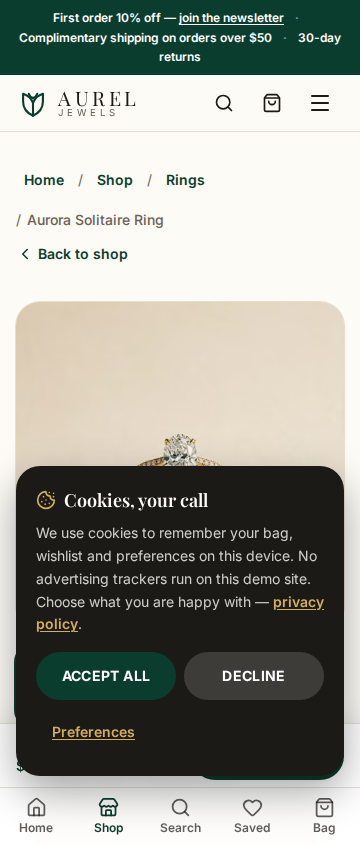 First order 10% off — join the newsletter ·
Complimentary shipping on orders over $50 · 30-day
returns
AUREL
JEWELS
Home / Shop / Rings
/ Aurora Solitaire Ring
Back to shop
Cookies, your call
We use cookies to remember your bag,
wishlist and preferences on this device. No
advertising trackers run on this demo site.
Choose what you are happy with — privacy
policy.
ACCEPT ALL DECLINE
Preferences
Home Shop Search Saved Bag